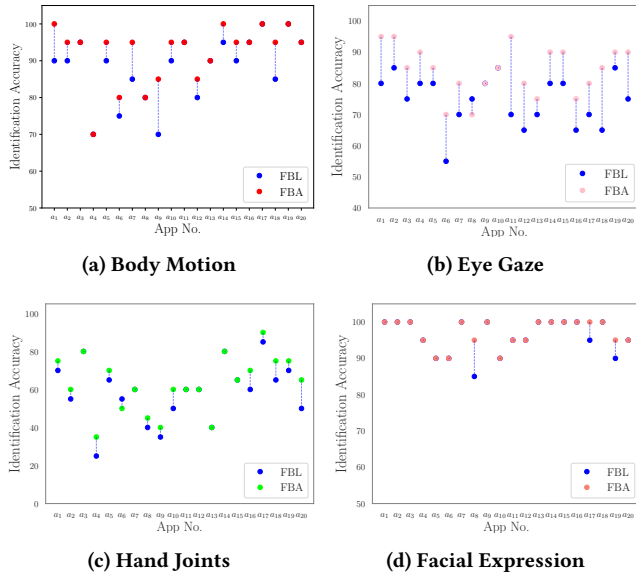 100
90
80
70
60
50
Identification Accuracy
FBL
FBA
a1 a2 a3 a4 a5 a6 a7 a8 a9 a10 a11 a12 a13 a14 a15 a16 a17 a18 a19 a20
App No.
(a) Body Motion
100
90
80
70
60
50
40
Identification Accuracy
FBL
FBA
a1 a2 a3 a4 a5 a6 a7 a8 a9 a10 a11 a12 a13 a14 a15 a16 a17 a18 a19 a20
App No.
(b) Eye Gaze
100
80
60
40
20
0
Identification Accuracy
FBL
FBA
a1 a2 a3 a4 a5 a6 a7 a8 a9 a10 a11 a12 a13 a14 a15 a16 a17 a18 a19 a20
App No.
(c) Hand Joints
100
90
80
70
60
50
Identification Accuracy
FBL
FBA
a1 a2 a3 a4 a5 a6 a7 a8 a9 a10 a11 a12 a13 a14 a15 a16 a17 a18 a19 a20
App No.
(d) Facial Expression